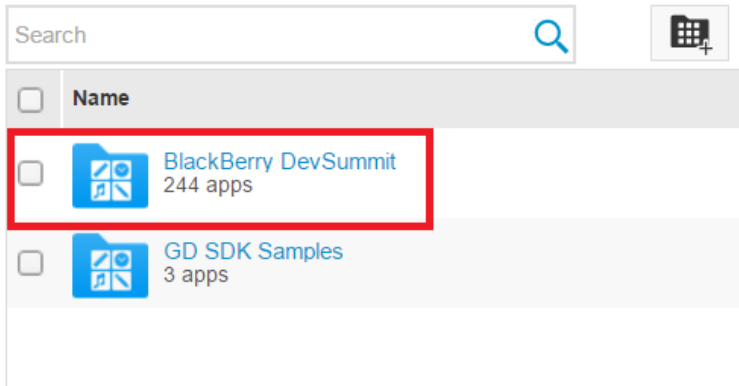 Search
Name
BlackBerry DevSummit
244 apps
GD SDK Samples
3 apps